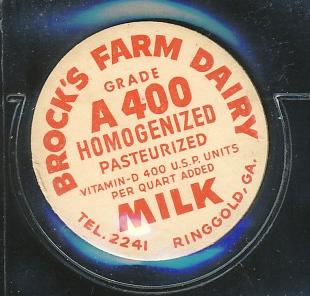 BROCK'S FARM DAIRY
GRADE
A 400
HOMOGENIZED
PASTEURIZED
VITAMIN-D 400 U.S.P. UNITS
PER QUART ADDED
MILK
TEL. 2241 RINGGOLD, GA.